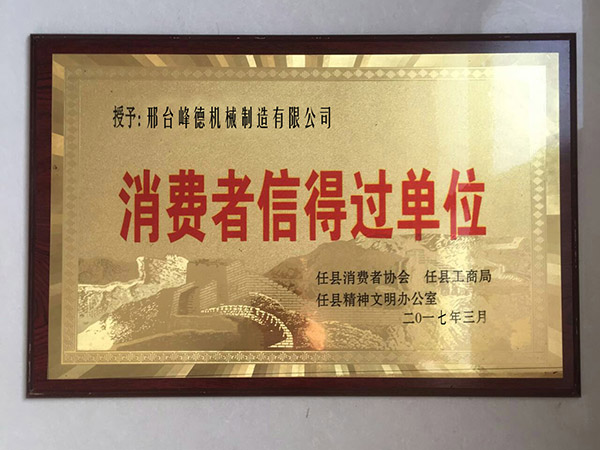 授予:邢台峰德机械制造有限公司
消费者信得过单位
任县消费者协会 任县工商局
任县精神文明办公室
二〇一七年三月